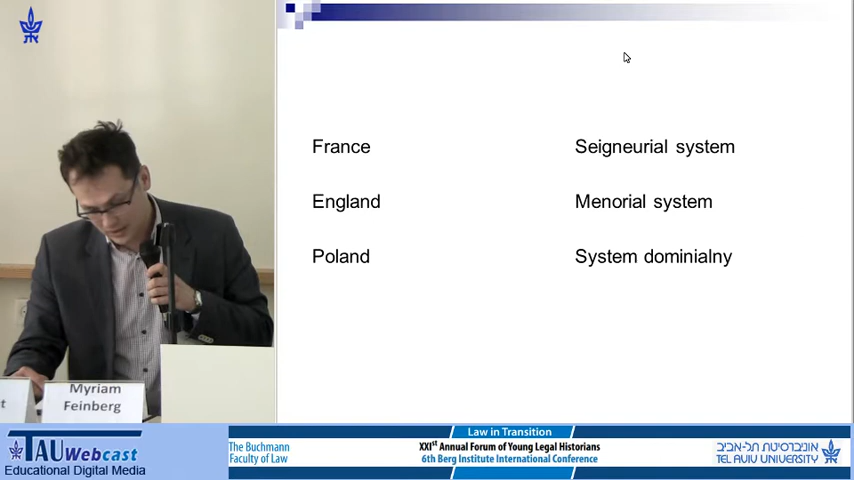 France Seigneurial system
England Menorial system
Poland System dominialny
t
Myriam
Feinberg
TAU Webcast
Educational Digital Media
Law in Transition
The Buchmann
Faculty of Law
XXIst Annual Forum of Young Legal Historians
6th Berg Institute International Conference
אוניברסיטת תל-אביב
TEL AVIV UNIVERSITY